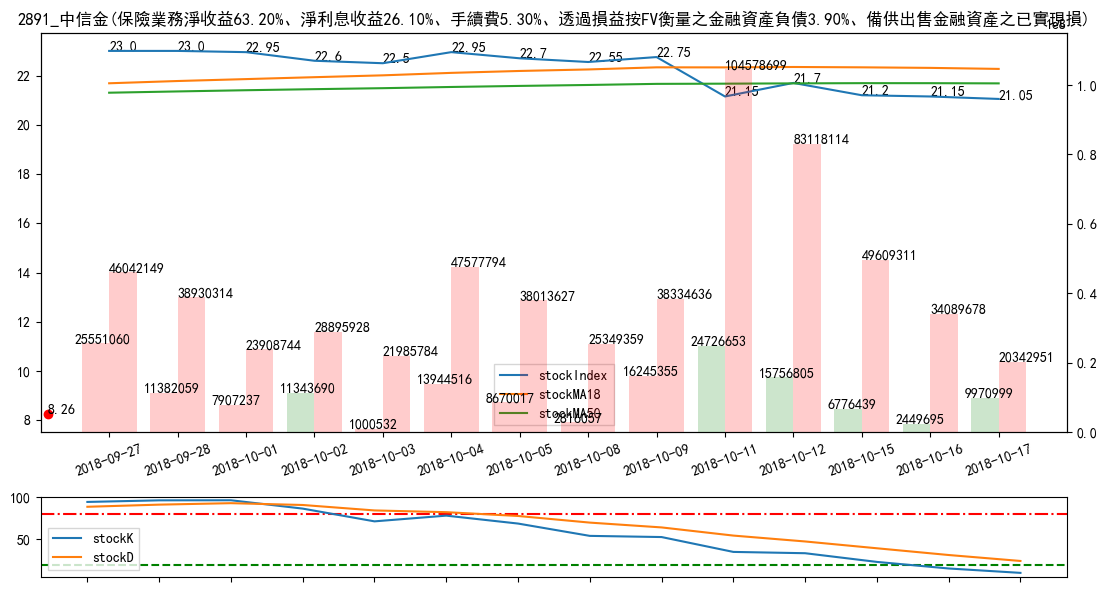 2891_中信金(保險業務淨收益63.20%、淨利息收益26.10%、手續費5.30%、透過損益按FV衡量之金融資產負債3.90%、備供出售金融資產之已實現損)
23.0 23.0 22.95 22.6 22.5 22.95 22.7 22.55 22.75 21.15 21.7 21.2 21.15 21.05
104578699
83118114
46042149 38930314 23908744 28895928 21985784 47577794 38013627 25349359 38334636 49609311 34089678 20342951
25551060 11382059 7907237 11343690 1000532 13944516 8670017 2816057 16245355 24726653 15756805 6776439 2449695 9970999
8.26
22
20
18
16
14
12
10
8
1.0
0.8
0.6
0.4
0.2
0.0
stockIndex
stockMA18
stockMA50
2018-09-27 2018-09-28 2018-10-01 2018-10-02 2018-10-03 2018-10-04 2018-10-05 2018-10-08 2018-10-09 2018-10-11 2018-10-12 2018-10-15 2018-10-16 2018-10-17
100
50
stockK
stockD